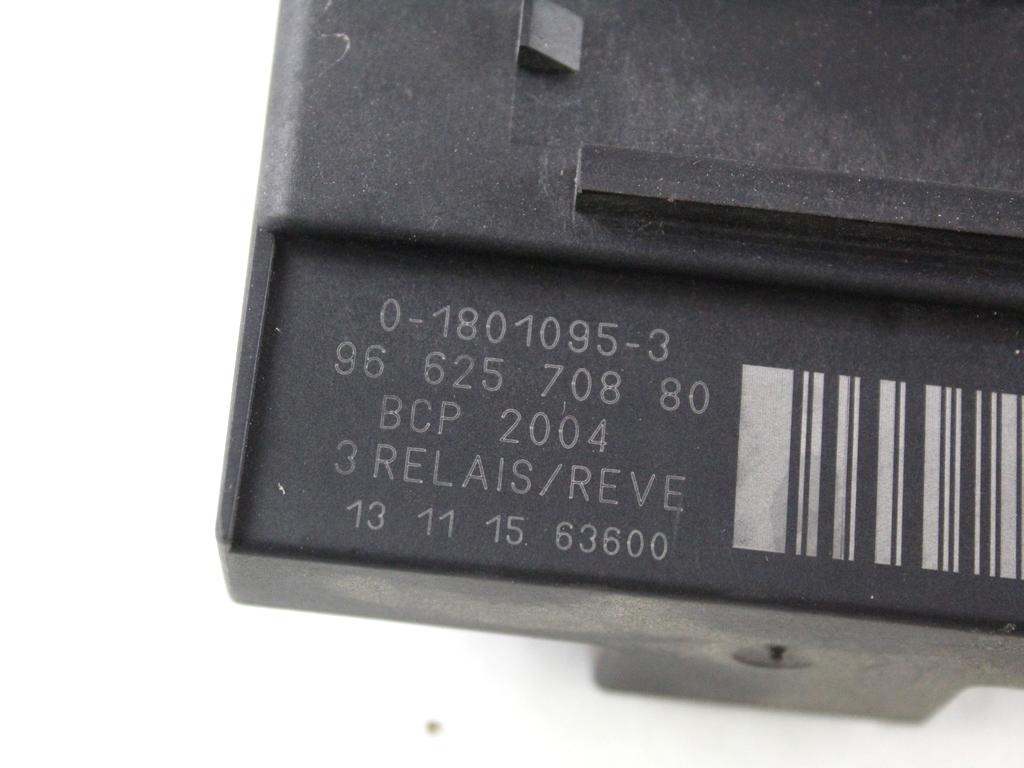 0-1801095-3
96 625 708 80
BCP 2004
3 RELAIS/REVE
13 11 15 63600